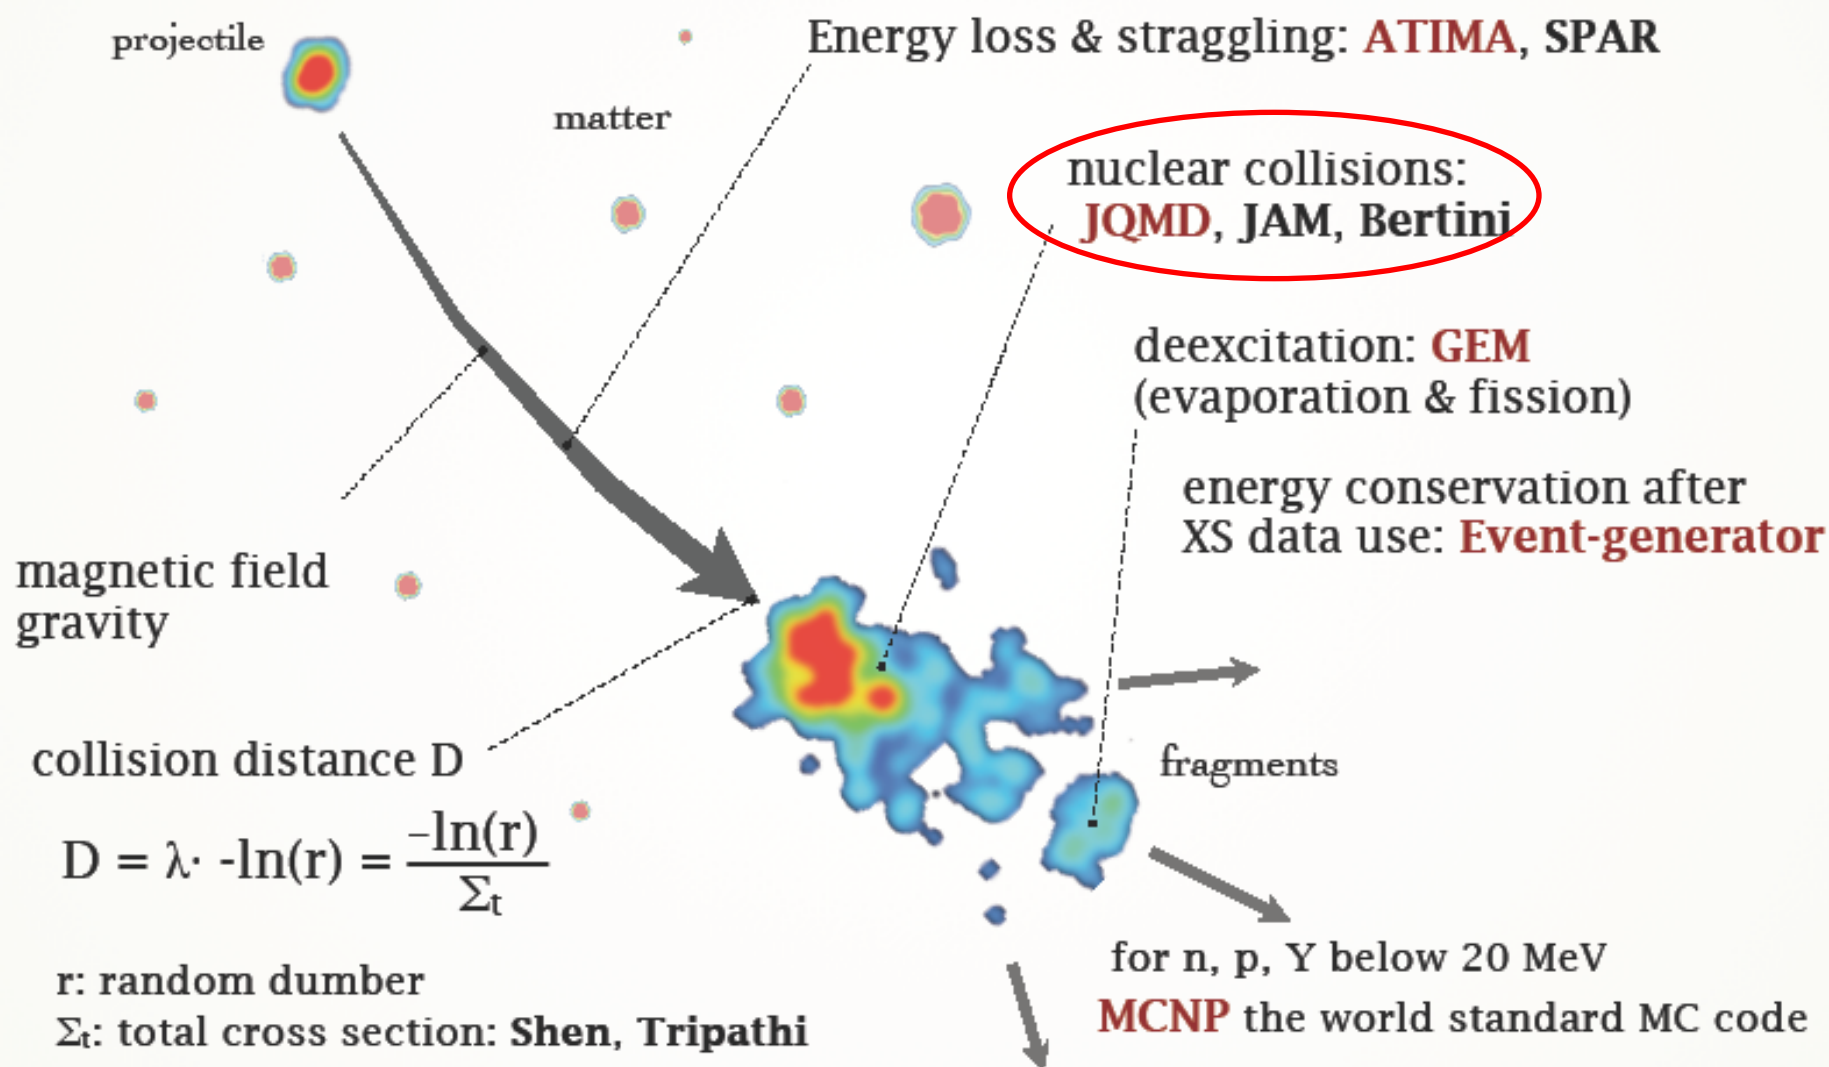 projectile
Energy loss & straggling: ATIMA, SPAR
matter
nuclear collisions:
JQMD, JAM, Bertini
deexcitation: GEM
(evaporation & fission)
energy conservation after
XS data use: Event-generator
magnetic field
gravity
collision distance D
D = λ· -ln(r) = −ln(r) / Σt
fragments
r: random dumber
Σt: total cross section: Shen, Tripathi
for n, p, Y below 20 MeV
MCNP the world standard MC code